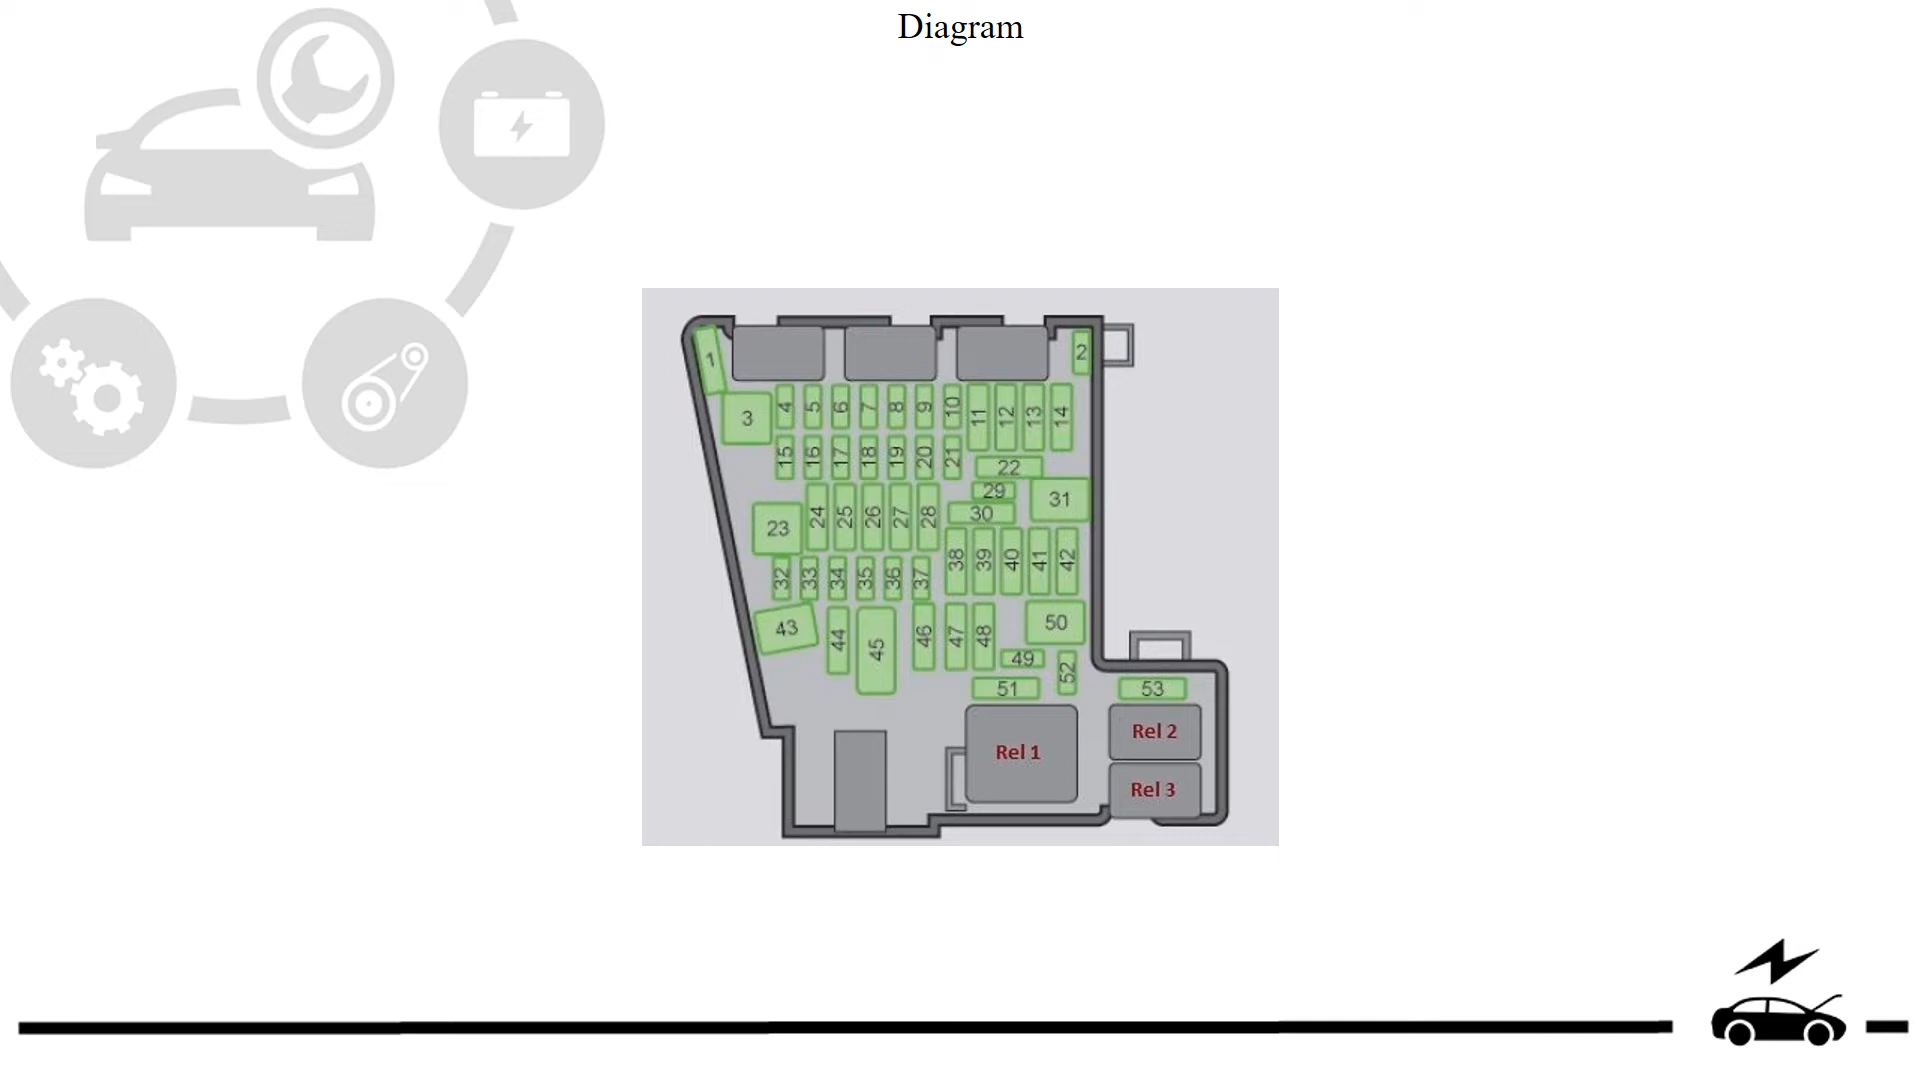 Diagram
1
2
3
4 5 6 7 8 9 10 11 12 13 14
15 16 17 18 19 20 21
22
23
24 25 26 27 28
29
30
31
32 33 34 35 36 37
38 39 40 41 42
43
44 45 46 47 48
49
50
51
52
53
Rel 1
Rel 2
Rel 3